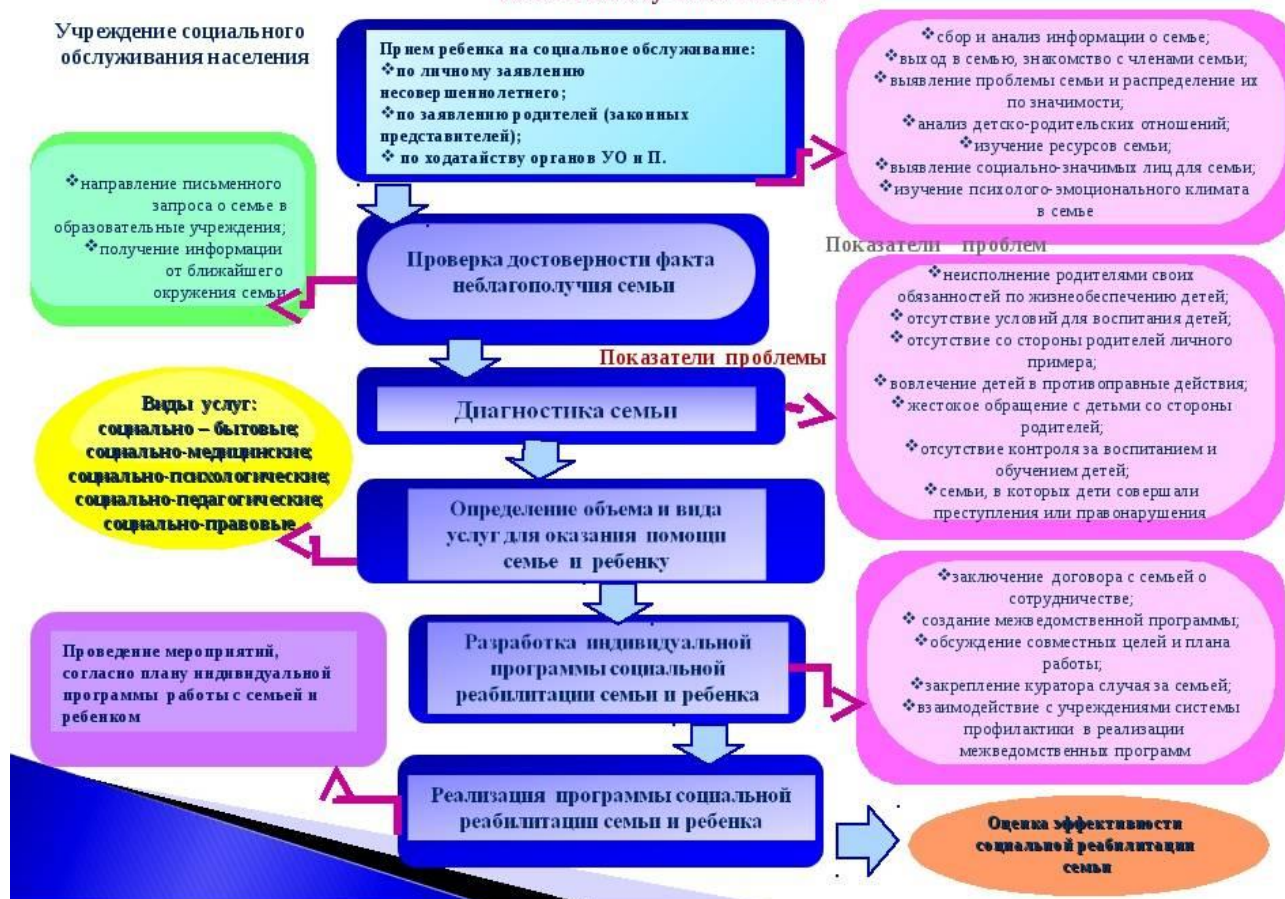 Учреждение социального
обслуживания населения
Прием ребенка на социальное обслуживание:
❖по личному заявлению
несовершеннолетнего;
❖по заявлению родителей (законных
представителей);
❖ по ходатайству органов УО и П.
❖сбор и анализ информации о семье;
❖выход в семью, знакомство с членами семьи;
❖выявление проблемы семьи и распределение их
по значимости;
❖анализ детско-родительских отношений;
❖изучение ресурсов семьи;
❖выявление социально-значимых лиц для семьи;
❖изучение психолого-эмоционального климата
в семье
❖направление письменного
запроса о семье в
образовательные учреждения;
❖получение информации
от ближайшего
окружения семьи
Проверка достоверности факта
неблагополучия семьи
Показатели проблем
❖неисполнение родителями своих
обязанностей по жизнеобеспечению детей;
❖отсутствие условий для воспитания детей;
❖отсутствие со стороны родителей личного
примера;
❖вовлечение детей в противоправные действия;
❖жестокое обращение с детьми со стороны
родителей;
❖отсутствие контроля за воспитанием и
обучением детей;
❖семьи, в которых дети совершали
преступления или правонарушения
Показатели проблемы
Диагностика семьи
Виды услуг:
социально – бытовые;
социально-медицинские;
социально-психологические;
социально-педагогические;
социально-правовые
Определение объема и вида
услуг для оказания помощи
семье и ребенку
❖заключение договора с семьей о
сотрудничестве;
❖ создание межведомственной программы;
❖обсуждение совместных целей и плана
работы;
❖закрепление куратора случая за семьей;
❖взаимодействие с учреждениями системы
профилактики в реализации
межведомственных программ
Разработка индивидуальной
программы социальной
реабилитации семьи и ребенка
Проведение мероприятий,
согласно плану индивидуальной
программы работы с семьей и
ребенком
Реализация программы социальной
реабилитации семьи и ребенка
Оценка эффективности
социальной реабилитации
семьи